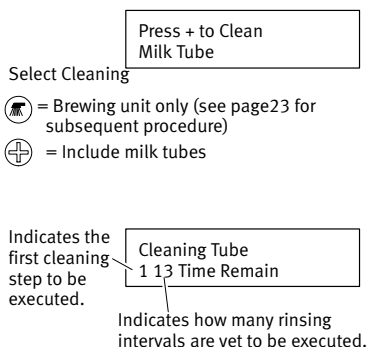 Press + to Clean
Milk Tube
Select Cleaning
= Brewing unit only (see page23 for
subsequent procedure)
= Include milk tubes
Indicates the
first cleaning
step to be
executed.
Cleaning Tube
1 13 Time Remain
Indicates how many rinsing
intervals are yet to be executed.